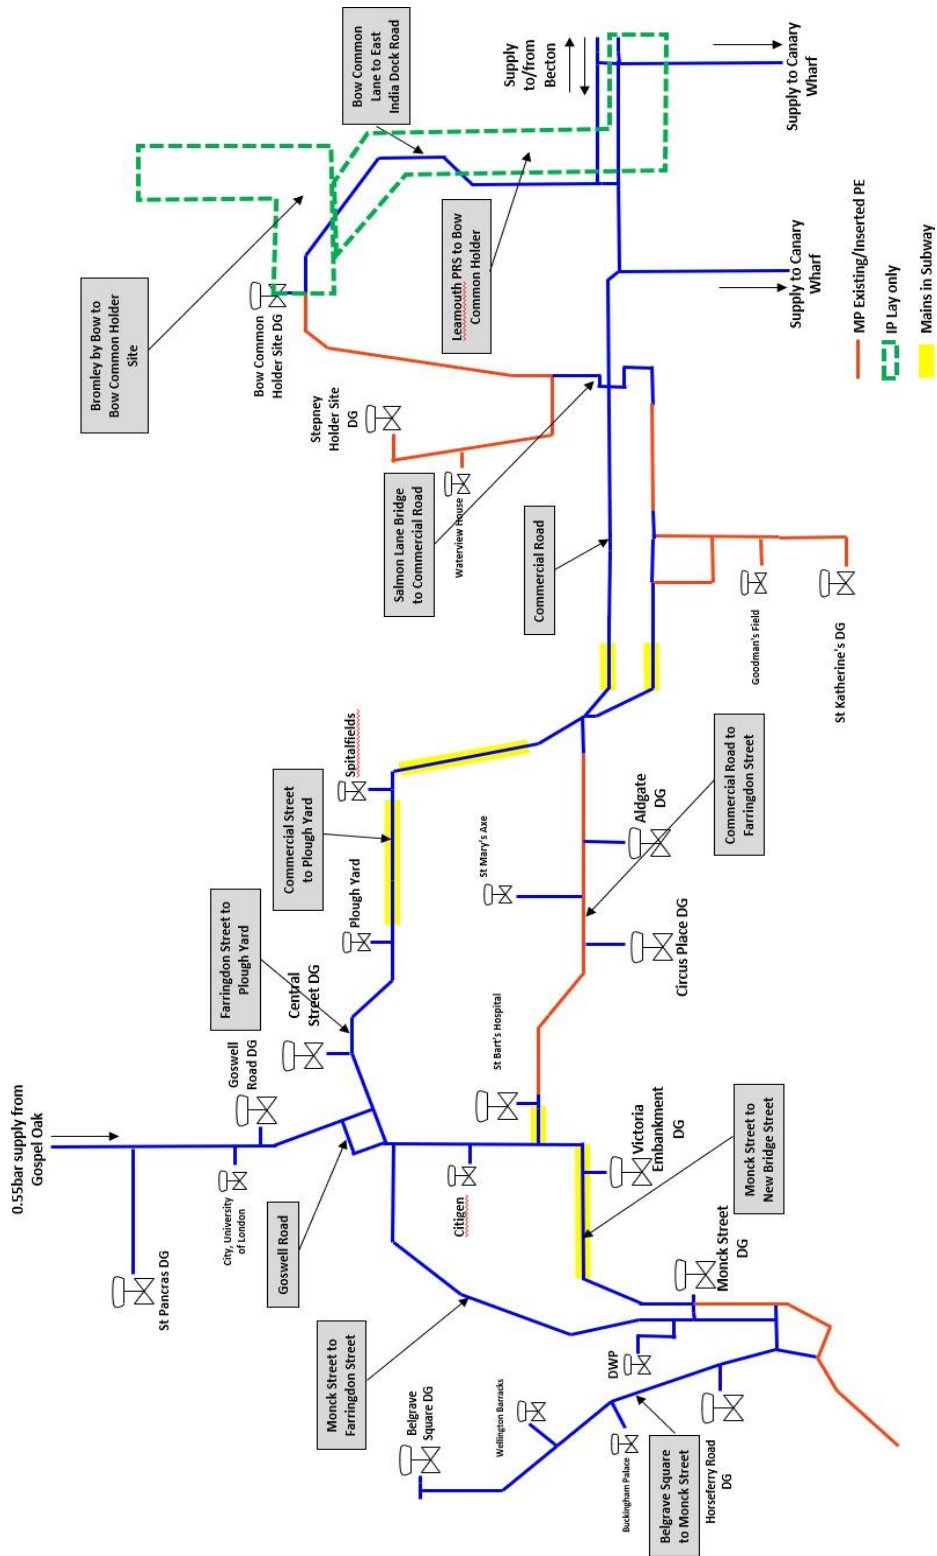 0.55bar supply from
Gospel Oak
St Pancras DG
City, University
of London
Goswell
Road DG
Goswell Road
Central
Street DG
Farringdon Street to
Plough Yard
Plough Yard
Commercial Street
to Plough Yard
Spitalfields
Bromley by Bow to
Bow Common Holder
Site
Bow Common
Holder Site DG
Stepney
Holder Site
DG
Waterview House
Salmon Lane Bridge
to Commercial Road
Commercial Road
Bow Common
Lane to East
India Dock Road
Leamouth PRS to Bow
Common Holder
Supply
to/from
Becton
Supply to Canary
Wharf
Supply to Canary
Wharf
Goodman's Field
St Katherine's DG
Commercial Road to
Farringdon Street
Aldgate
DG
St Mary's Axe
Circus Place DG
St Bart's Hospital
Citigen
Victoria
Embankment
DG
Monck Street to
New Bridge Street
Monck Street
DG
Monck Street to
Farringdon Street
DWP
Belgrave
Square DG
Wellington Barracks
Buckingham Palace
Belgrave Square
to Monck Street
Horseferry Road
DG
MP Existing/Inserted PE
IP Lay only
Mains in Subway